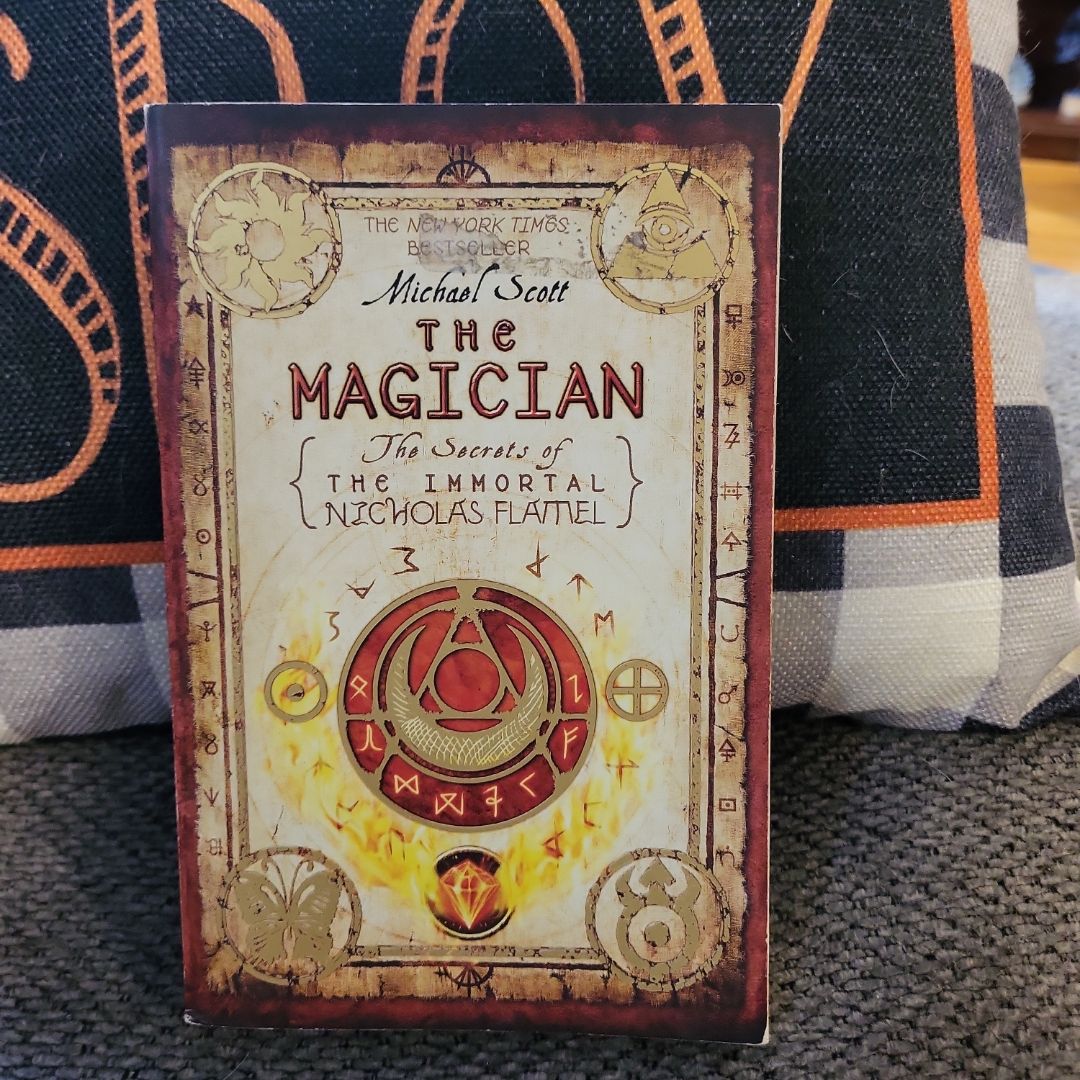 THE NEW YORK TIMES
BESTSELLER
Michael Scott
THE
MAGICIAN
The Secrets of
THE IMMORTAL
NICHOLAS FLAMEL